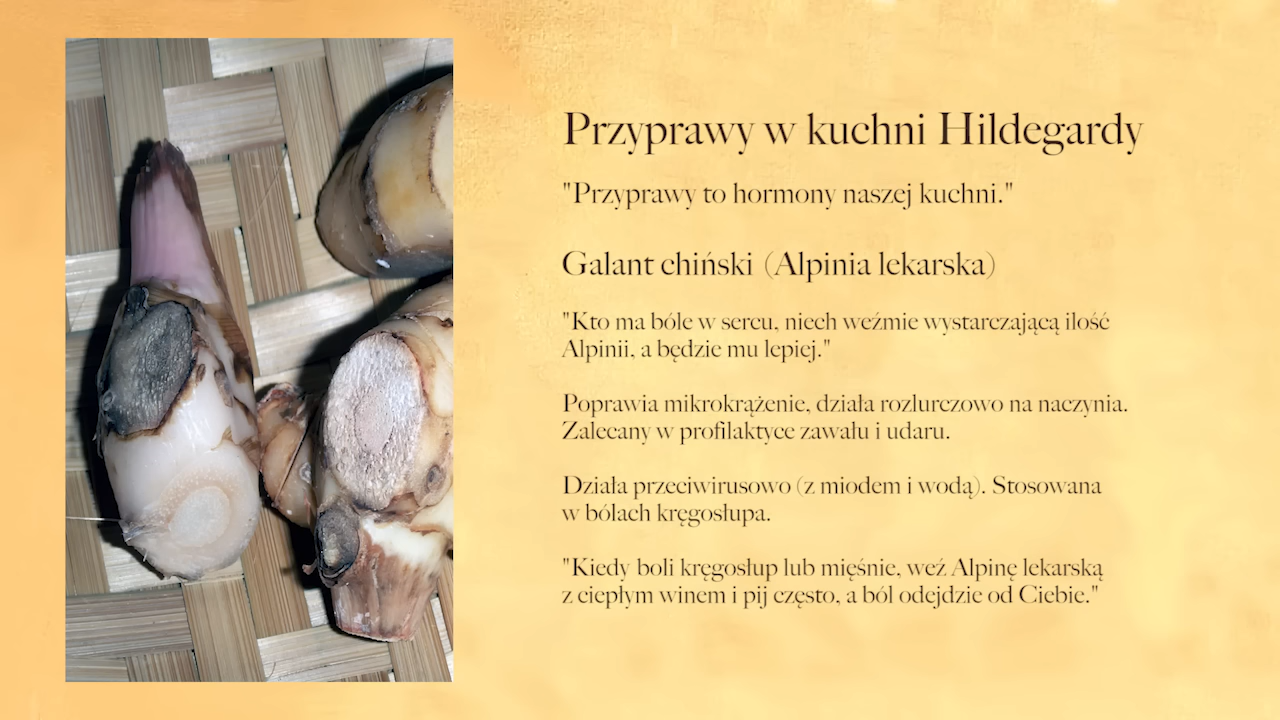 Przyprawy w kuchni Hildegardy
"Przyprawy to hormony naszej kuchni."
Galant chiński (Alpinia lekarska)
"Kto ma bóle w sercu, niech weźmie wystarczającą ilość
Alpinii, a będzie mu lepiej."
Poprawia mikrokrążenie, działa rozlurczowo na naczynia.
Zalecany w profilaktyce zawału i udaru.
Działa przeciwirusowo (z miodem i wodą). Stosowana
w bólach kręgosłupa.
"Kiedy boli kręgosłup lub mięśnie, weź Alpinę lekarską
z ciepłym winem i pij często, a ból odejdzie od Ciebie."